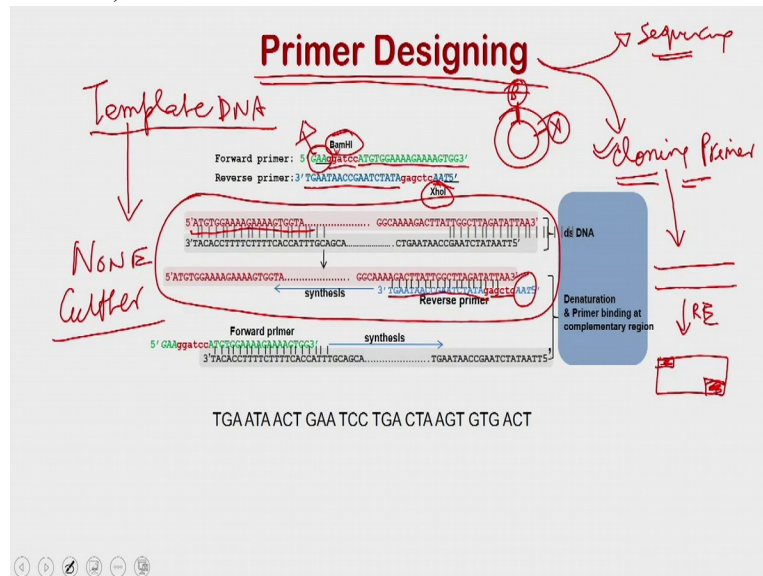 Primer Designing
Sequencing
Template DNA
B
A
A
BamHI
Cloning Primer
Forward primer: 5'GAAggatccATGTGGAAAAGAAAAGTGG3'
Reverse primer:3'TGAATAACCGAATCTATAgagctcAAT5'
XhoI
5'ATGTGGAAAAGAAAAGTGGTA..................... GGCAAAAGACTTATTGGCTTAGATATTAA3'
ds DNA
3'TACACCTTTTCTTTTCACCATTTGCAGCA.....................CTGAATAACCGAATCTATAATT5'
NONE
Cutther
5'ATGTGGAAAAGAAAAGTGGTA..................... GGCAAAAGACTTATTGGCTTAGATATTAA3'
synthesis
3'TGAATAACCGAATCTATAgagctcAAT5'
Reverse primer
Denaturation
& Primer binding at
complementary region
RE
Forward primer
synthesis
5'GAAggatccATGTGGAAAAGAAAAGTGG3'
3'TACACCTTTTCTTTTCACCATTTGCAGCA.....................TGAATAACCGAATCTATAATT5'
TGA ATA ACT GAA TCC TGA CTA AGT GTG ACT